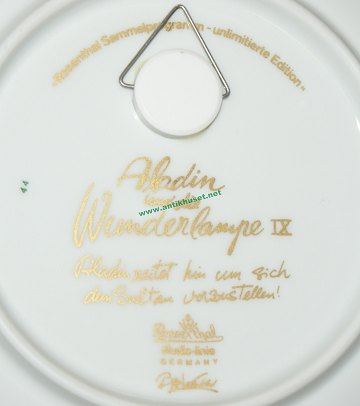 »Rosenthal Sammelprogramm - unlimitierte Edition«
Aladin
und die
www.antikhuset.net
Wunderlampe IX
Aladin reitet hin um sich
dem Sultan vorzustellen!
44
Rosenthal
studio-linie
GERMANY